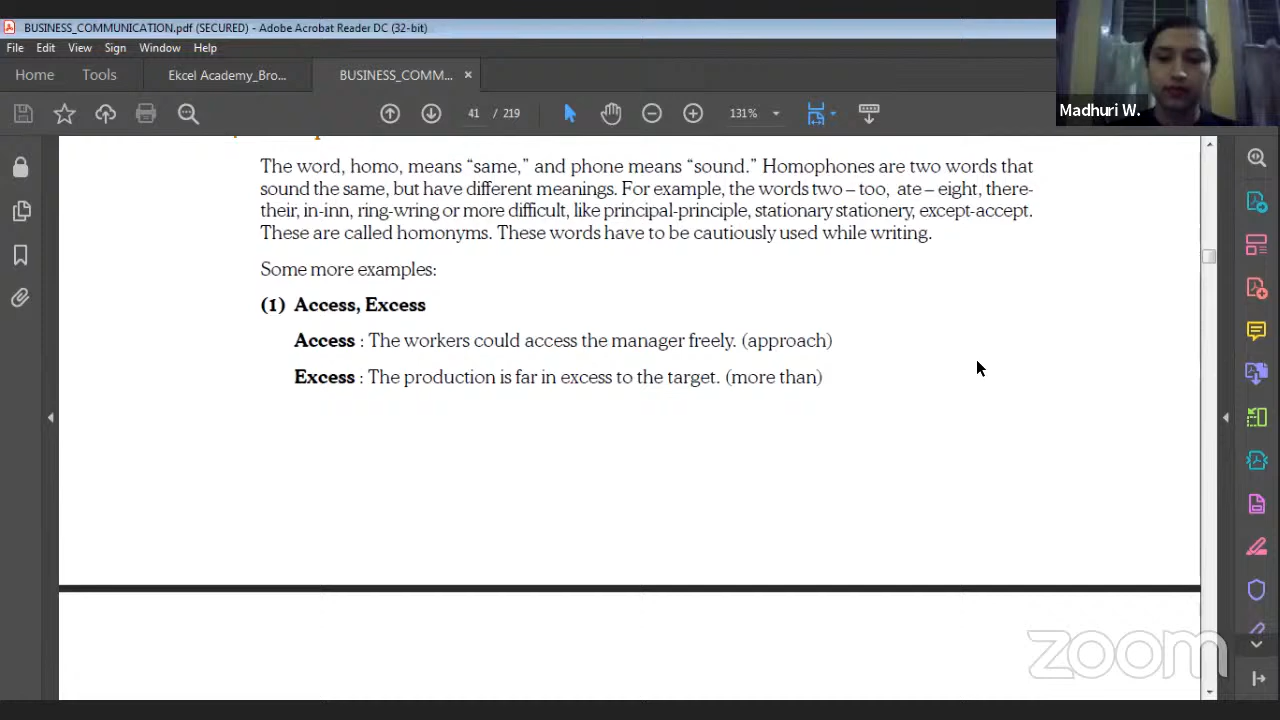 BUSINESS_COMMUNICATION.pdf (SECURED) - Adobe Acrobat Reader DC (32-bit)
File Edit View Sign Window Help
Home Tools Ekcel Academy_Bro... BUSINESS_COMM... ×
41 / 219 131%
Madhuri W.
The word, homo, means “same,” and phone means “sound.” Homophones are two words that
sound the same, but have different meanings. For example, the words two – too, ate – eight, there-
their, in-inn, ring-wring or more difficult, like principal-principle, stationary stationery, except-accept.
These are called homonyms. These words have to be cautiously used while writing.
Some more examples:
(1) Access, Excess
Access : The workers could access the manager freely. (approach)
Excess : The production is far in excess to the target. (more than)
zoom